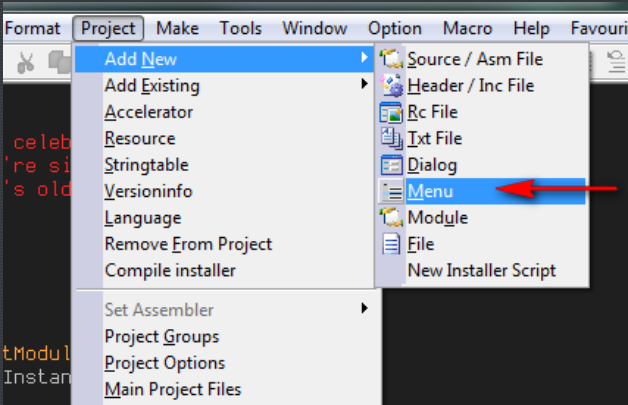 Format Project Make Tools Window Option Macro Help Favouri
Add New
Add Existing
Accelerator
Resource
Stringtable
Versioninfo
Language
Remove From Project
Compile installer
Set Assembler
Project Groups
Project Options
Main Project Files
Source / Asm File
Header / Inc File
Rc File
Txt File
Dialog
Menu
Module
File
New Installer Script
celeb
're si
's old
tModul
Instan